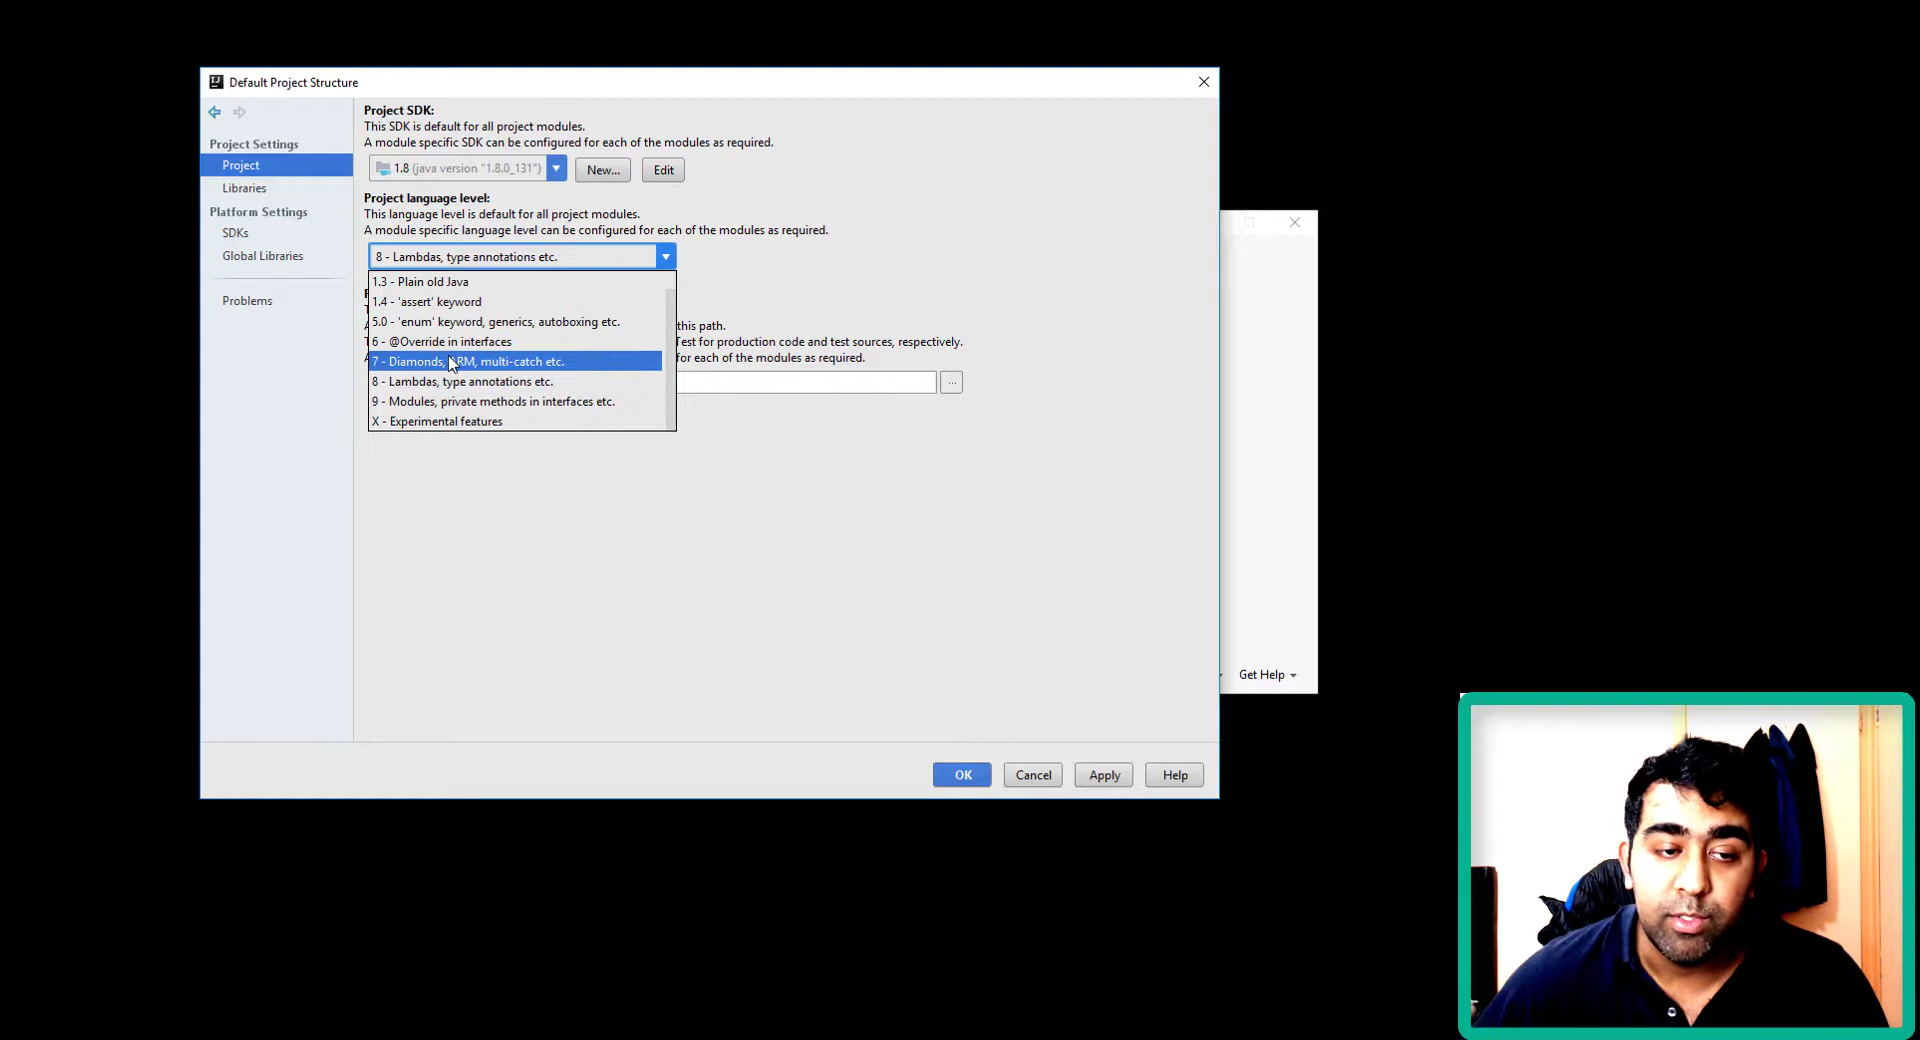 Default Project Structure
Project Settings
Project
Libraries
Platform Settings
SDKs
Global Libraries
Problems
Project SDK:
This SDK is default for all project modules.
A module specific SDK can be configured for each of the modules as required.
1.8 (java version "1.8.0_131")
New...
Edit
Project language level:
This language level is default for all project modules.
A module specific language level can be configured for each of the modules as required.
8 - Lambdas, type annotations etc.
1.3 - Plain old Java
1.4 - 'assert' keyword
5.0 - 'enum' keyword, generics, autoboxing etc.
6 - @Override in interfaces
7 - Diamonds, RM, multi-catch etc.
8 - Lambdas, type annotations etc.
9 - Modules, private methods in interfaces etc.
X - Experimental features
this path.
Test for production code and test sources, respectively.
for each of the modules as required.
...
OK
Cancel
Apply
Help
Get Help